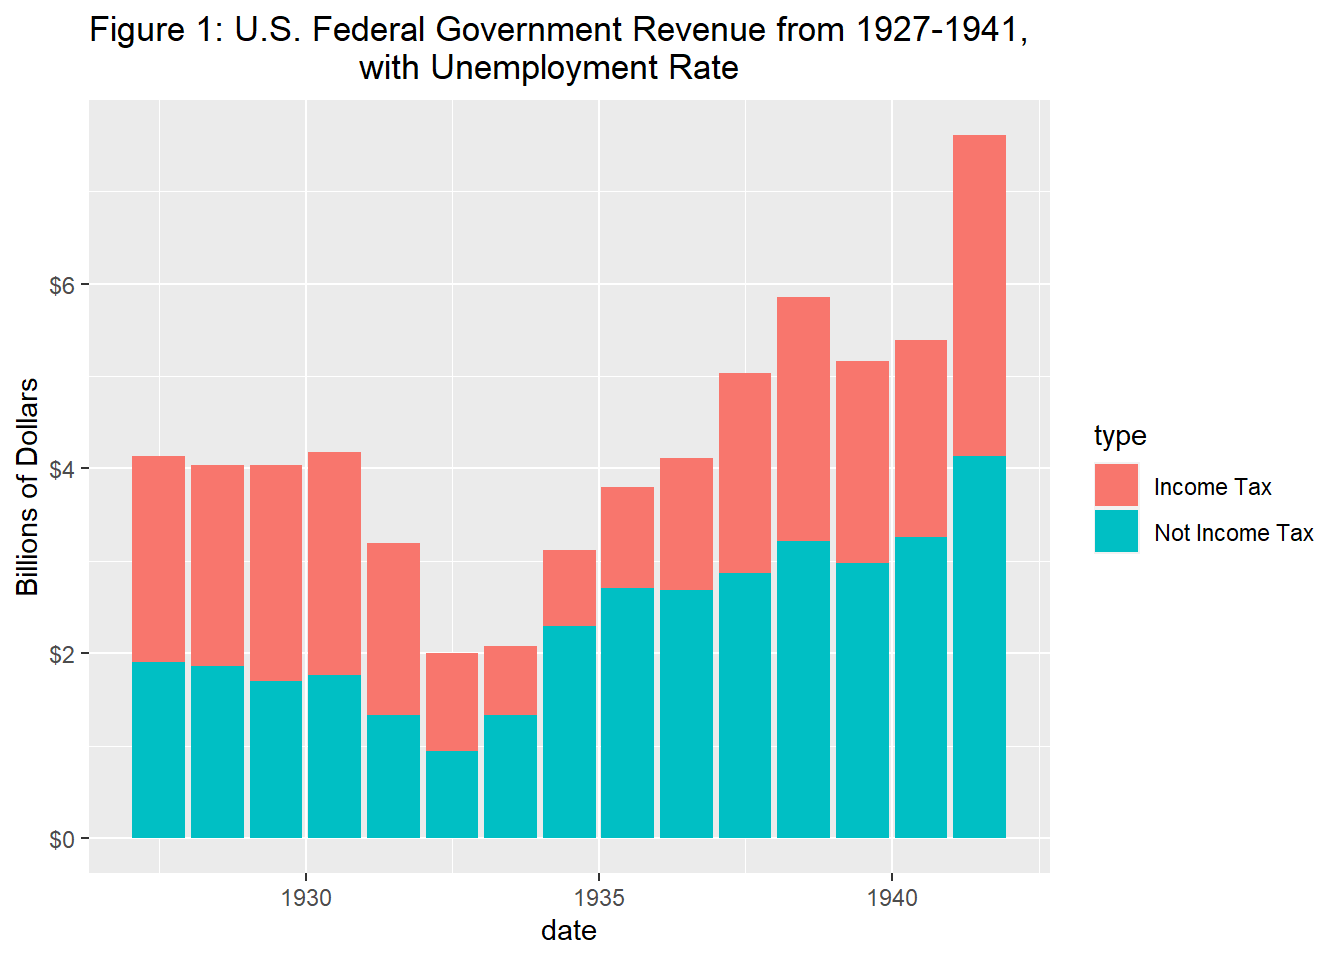 Figure 1: U.S. Federal Government Revenue from 1927-1941,
with Unemployment Rate
Billions of Dollars
$6
$4
$2
$0
1930
1935
1940
date
type
Income Tax
Not Income Tax